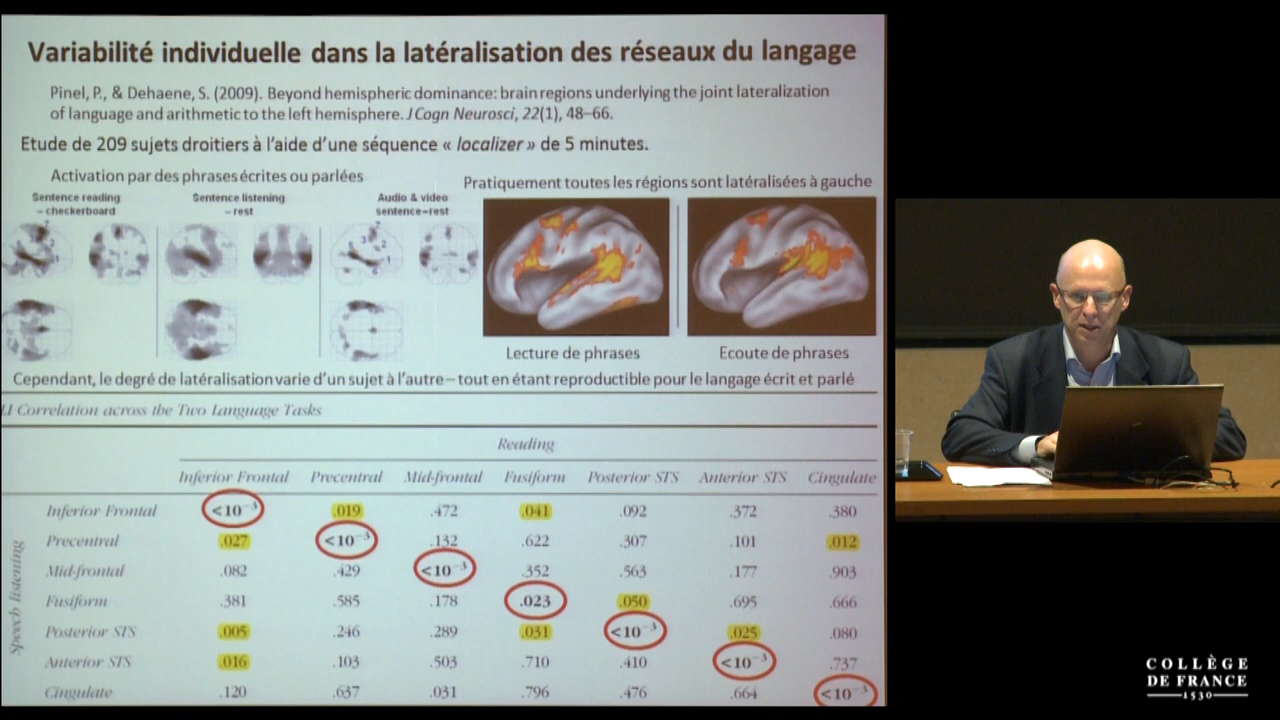 Variabilité individuelle dans la latéralisation des réseaux du langage
Pinel, P., & Dehaene, S. (2009). Beyond hemispheric dominance: brain regions underlying the joint lateralization
of language and arithmetic to the left hemisphere. J Cogn Neurosci, 22(1), 48–66.
Etude de 209 sujets droitiers à l'aide d'une séquence « localizer » de 5 minutes.
Activation par des phrases écrites ou parlées
Pratiquement toutes les régions sont latéralisées à gauche
Sentence reading
– checkerboard
Sentence listening
– rest
Audio & video
sentence–rest
Lecture de phrases
Ecoute de phrases
Cependant, le degré de latéralisation varie d'un sujet à l'autre – tout en étant reproductible pour le langage écrit et parlé
LI Correlation across the Two Language Tasks
Reading
Inferior Frontal Precentral Mid-frontal Fusiform Posterior STS Anterior STS Cingulate
Speech listening
Inferior Frontal <10⁻³ .019 .472 .041 .092 .372 .380
Precentral .027 <10⁻³ .132 .622 .307 .101 .012
Mid-frontal .082 .429 <10⁻³ .352 .563 .177 .903
Fusiform .381 .585 .178 .023 .050 .695 .666
Posterior STS .005 .246 .289 .031 <10⁻³ .025 .080
Anterior STS .016 .103 .503 .710 .410 <10⁻³ .737
Cingulate .120 .637 .031 .796 .476 .664 <10⁻³
COLLÈGE
DE FRANCE
1530